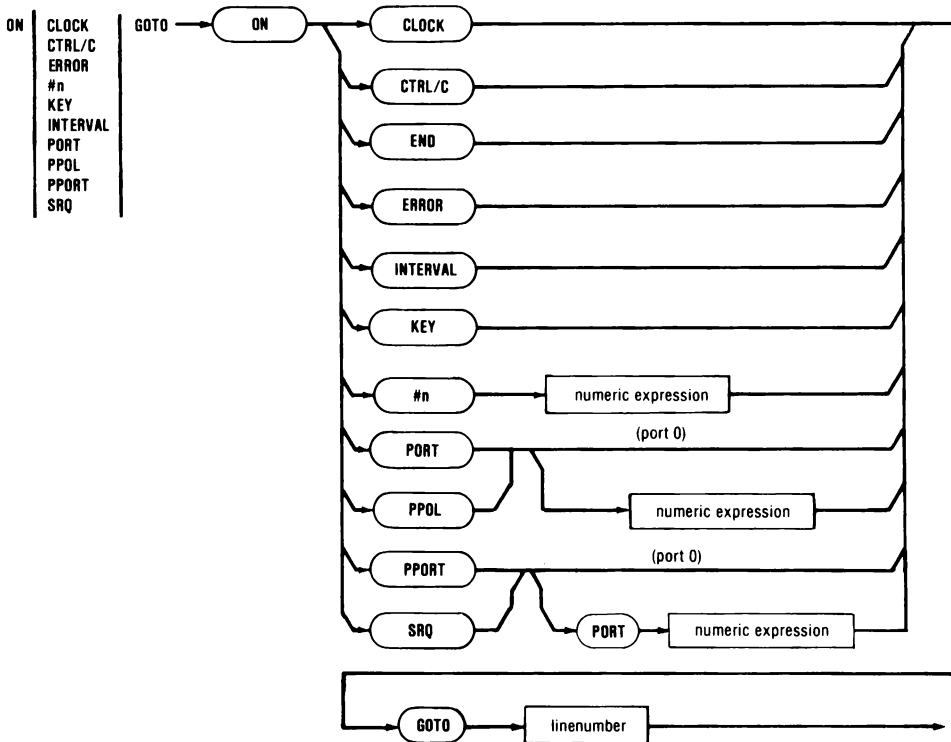 ON CLOCK GOTO ON CLOCK
CTRL/C
ERROR
#n
KEY
INTERVAL
PORT
PPOL
PPORT
SRQ
CTRL/C
END
ERROR
INTERVAL
KEY
#n numeric expression
PORT (port 0)
PPOL numeric expression
PPORT (port 0)
SRQ PORT numeric expression
GOTO linenumber